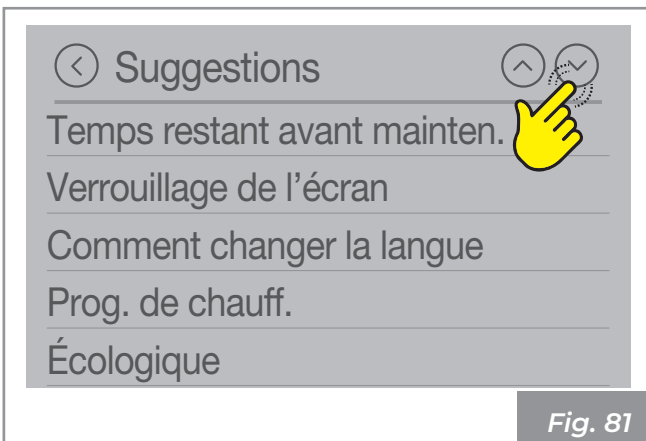 Suggestions
Temps restant avant mainten.
Verrouillage de l’écran
Comment changer la langue
Prog. de chauff.
Écologique
Fig. 81